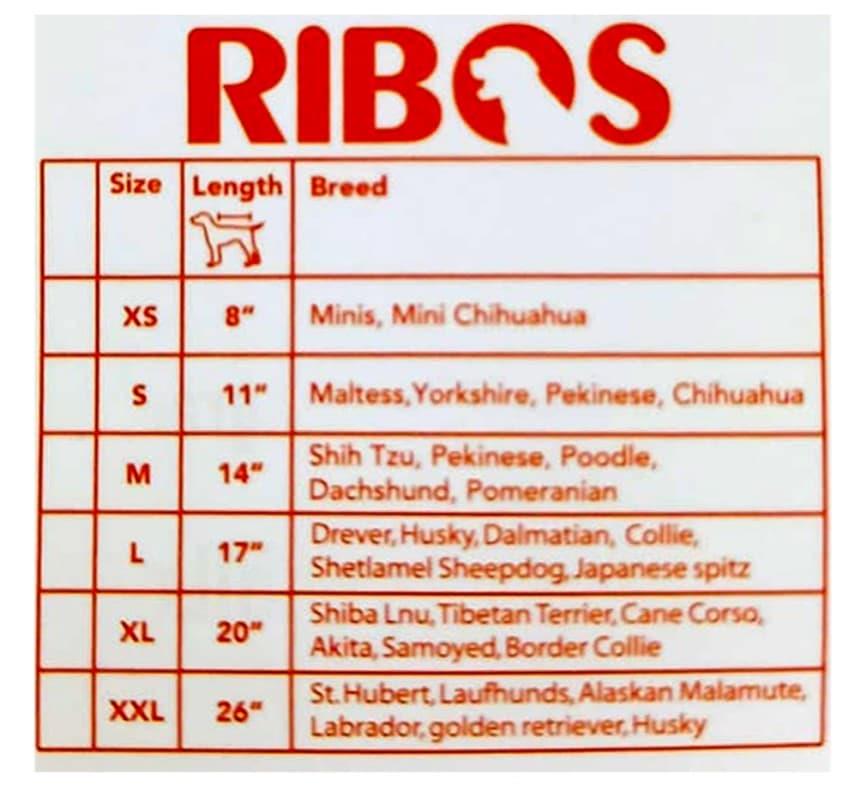 RIBOS
Size Length Breed
XS 8" Minis, Mini Chihuahua
S 11" Maltess, Yorkshire, Pekinese, Chihuahua
M 14" Shih Tzu, Pekinese, Poodle,
Dachshund, Pomeranian
L 17" Drever, Husky, Dalmatian, Collie,
Shetlamel Sheepdog, Japanese spitz
XL 20" Shiba Lnu, Tibetan Terrier, Cane Corso,
Akita, Samoyed, Border Collie
XXL 26" St. Hubert, Laufhunds, Alaskan Malamute,
Labrador, golden retriever, Husky